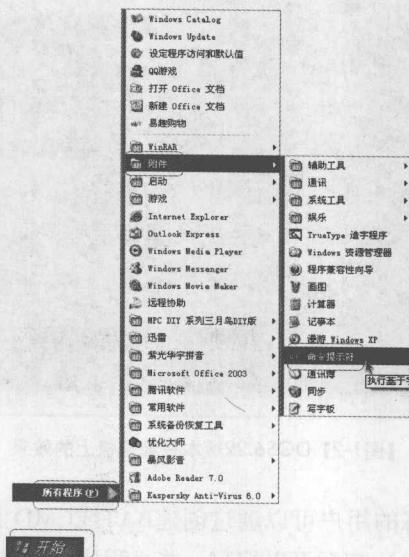 Windows Catalog
Windows Update
设定程序访问和默认值
QQ游戏
打开 Office 文档
新建 Office 文档
易趣购物
WinRAR
附件
启动
游戏
Internet Explorer
Outlook Express
Windows Media Player
Windows Messenger
Windows Movie Maker
远程协助
MPC DIY 系列三月鸟DIY版
迅雷
紫光华宇拼音
Microsoft Office 2003
腾讯软件
常用软件
系统备份恢复工具
优化大师
暴风影音
Adobe Reader 7.0
Kaspersky Anti-Virus 6.0
所有程序(P)
开始
辅助工具
通讯
系统工具
娱乐
TrueType 造字程序
Windows 资源管理器
程序兼容性向导
画图
计算器
记事本
漫游 Windows XP
命令提示符
通讯簿
同步
写字板
执行基于字